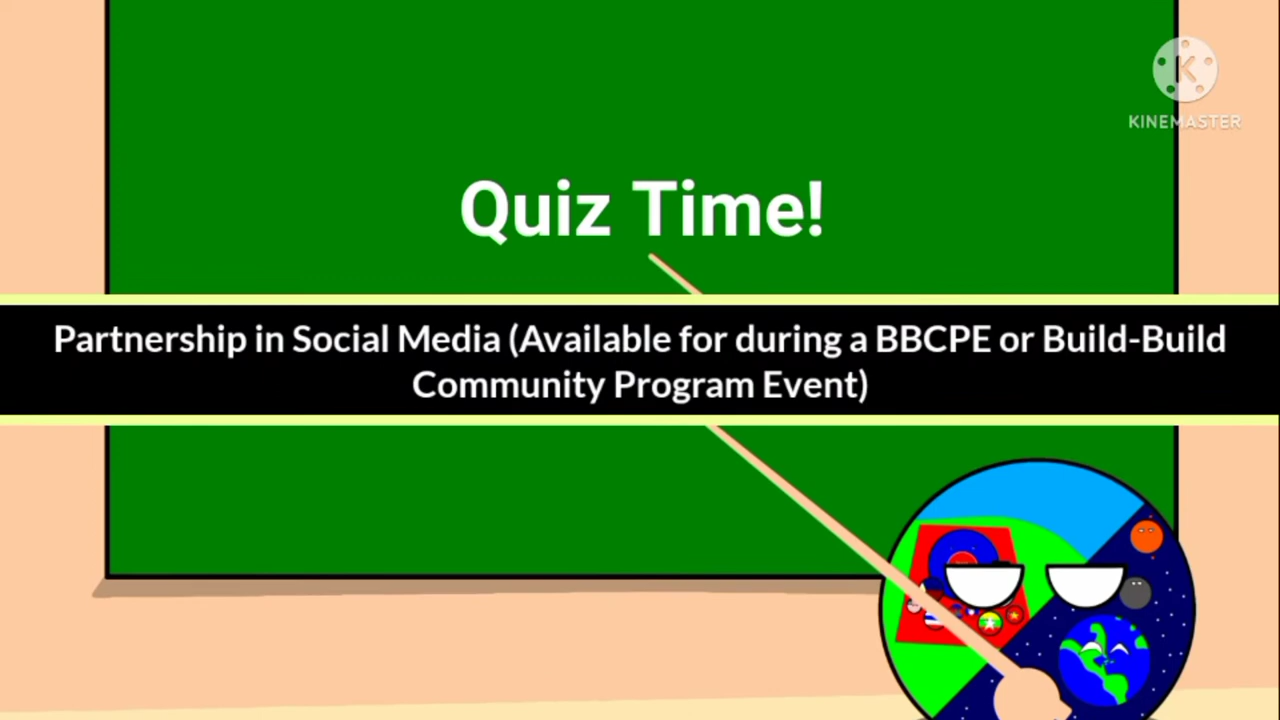 K
KINEMASTER
Quiz Time!
Partnership in Social Media (Available for during a BBCPE or Build-Build
Community Program Event)